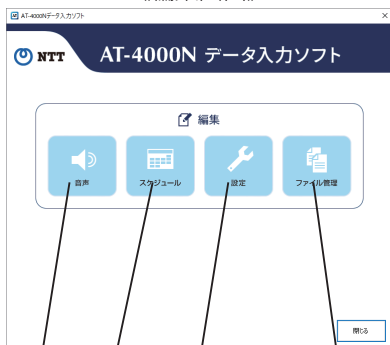 AT-4000Nデータ入力ソフト
NTT
AT-4000N データ入力ソフト
編集
音声
スケジュール
設定
ファイル管理
閉じる